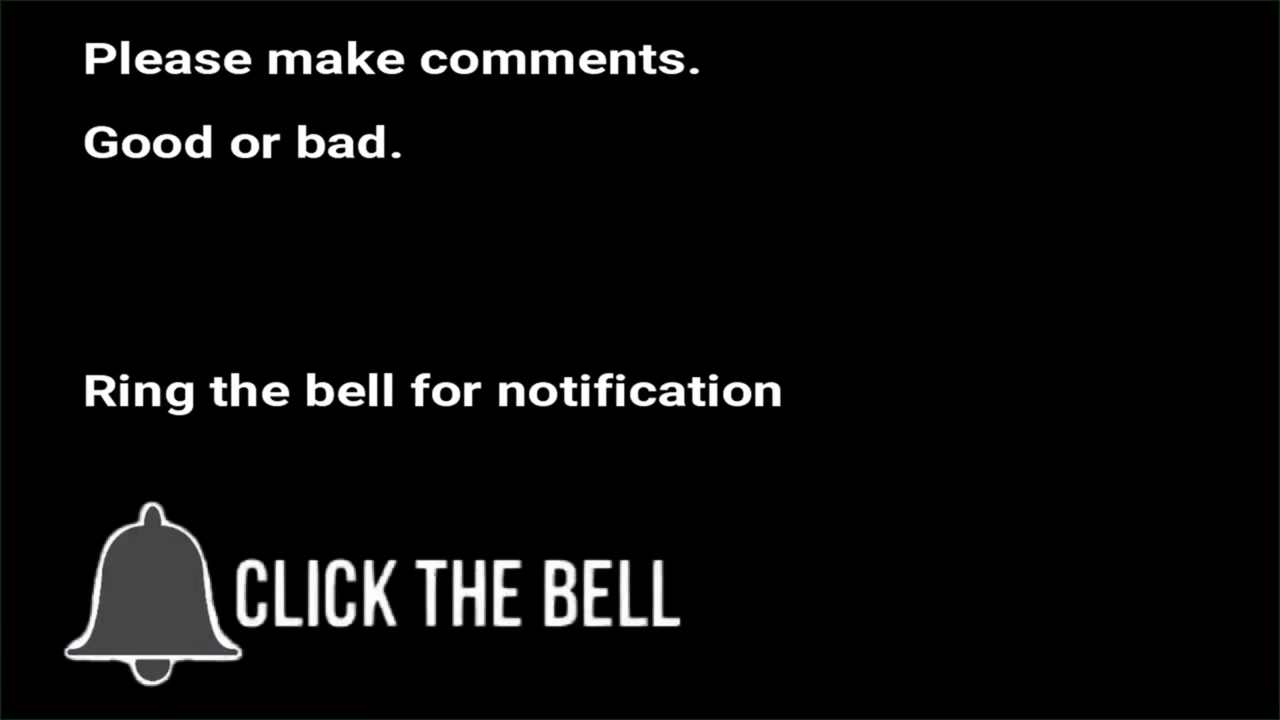 Please make comments.
Good or bad.
Ring the bell for notification
CLICK THE BELL